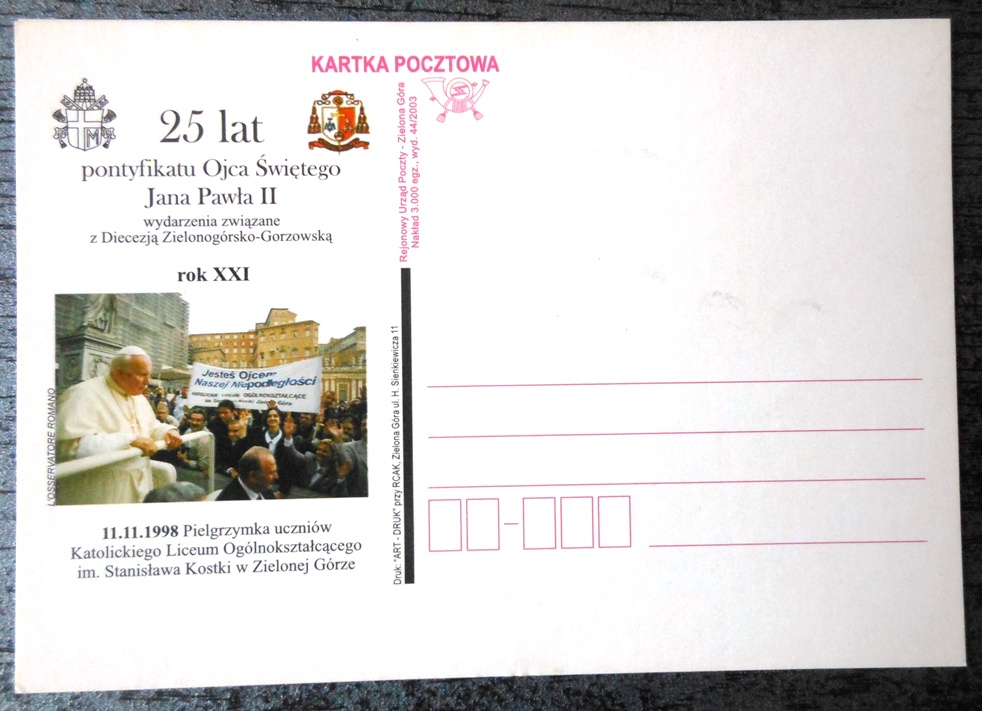 KARTKA POCZTOWA
25 lat
pontyfikatu Ojca Świętego
Jana Pawła II
wydarzenia związane
z Diecezją Zielonogórsko-Gorzowską
rok XXI
Jesteś Ojcem
Naszej Niepodległości
KATOLICKIE LICEUM OGÓLNOKSZTAŁCĄCE
L'OSSERVATORE ROMANO
11.11.1998 Pielgrzymka uczniów
Katolickiego Liceum Ogólnokształcącego
im. Stanisława Kostki w Zielonej Górze
Rejonowy Urząd Poczty - Zielona Góra
Nakład 3.000 egz., wyd. 44/2003
Druk: "ART - DRUK" przy RCAK, Zielona Góra ul. H. Sienkiewicza 11
M